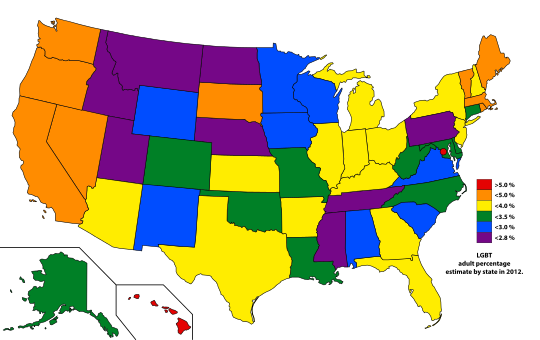 >5.0 %
<5.0 %
<4.0 %
<3.5 %
<3.0 %
<2.8 %
LGBT
adult percentage
estimate by state in 2012.